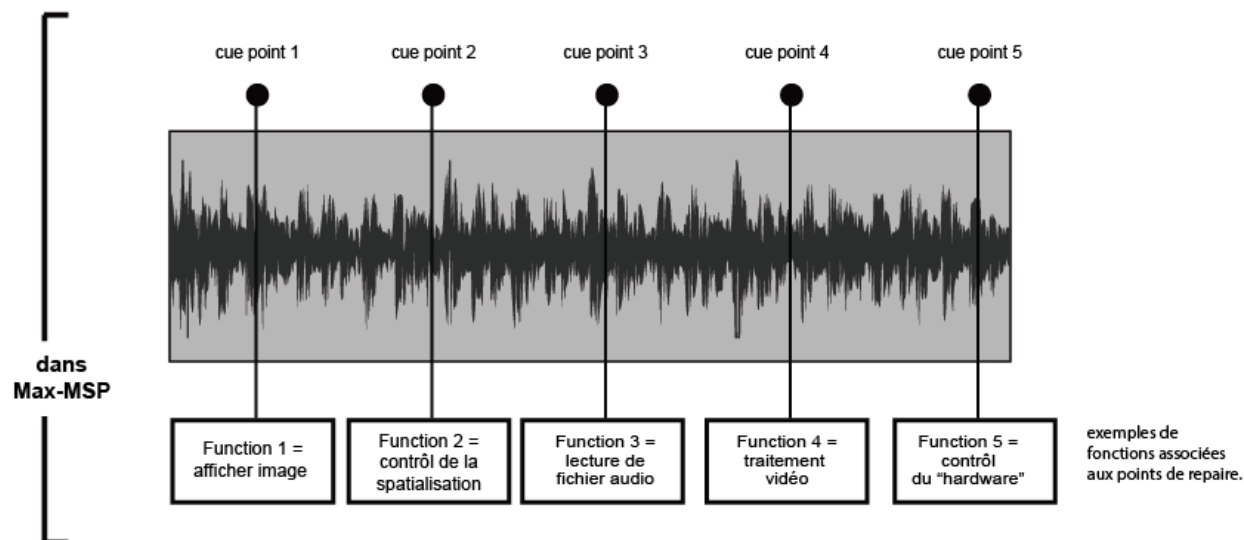 cue point 1
cue point 2
cue point 3
cue point 4
cue point 5
dans
Max-MSP
Function 1 =
afficher image
Function 2 =
contrôl de la
spatialisation
Function 3 =
lecture de
fichier audio
Function 4 =
traitement
vidéo
Function 5 =
contrôl
du “hardware”
exemples de
fonctions associées
aux points de repaire.